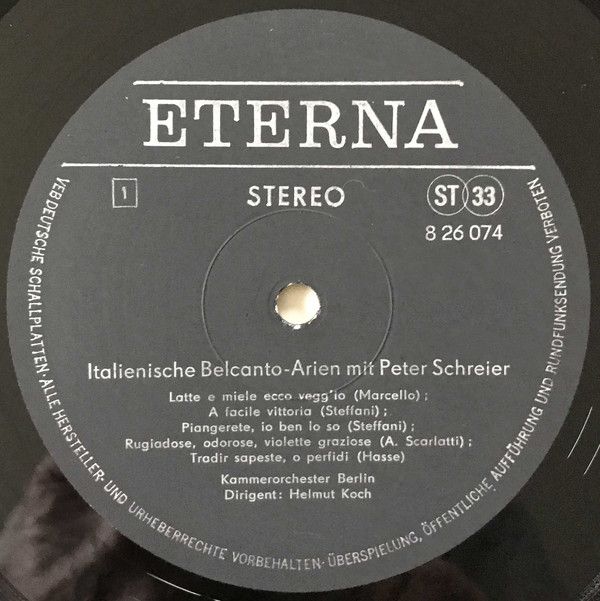 ETERNA
1
STEREO
ST 33
8 26 074
Italienische Belcanto-Arien mit Peter Schreier
Latte e miele ecco vegg'io (Marcello) ;
A facile vittoria (Steffani) ;
Piangerete, io ben lo so (Steffani) ;
Rugiadose, odorose, violette graziose (A. Scarlatti) ;
Tradir sapeste, o perfidi (Hasse)
Kammerorchester Berlin
Dirigent: Helmut Koch
VEB DEUTSCHE SCHALLPLATTEN · ALLE HERSTELLER- UND URHEBERRECHTE VORBEHALTEN · ÜBERSPIELUNG, ÖFFENTLICHE AUFFÜHRUNG UND RUNDFUNKSENDUNG VERBOTEN